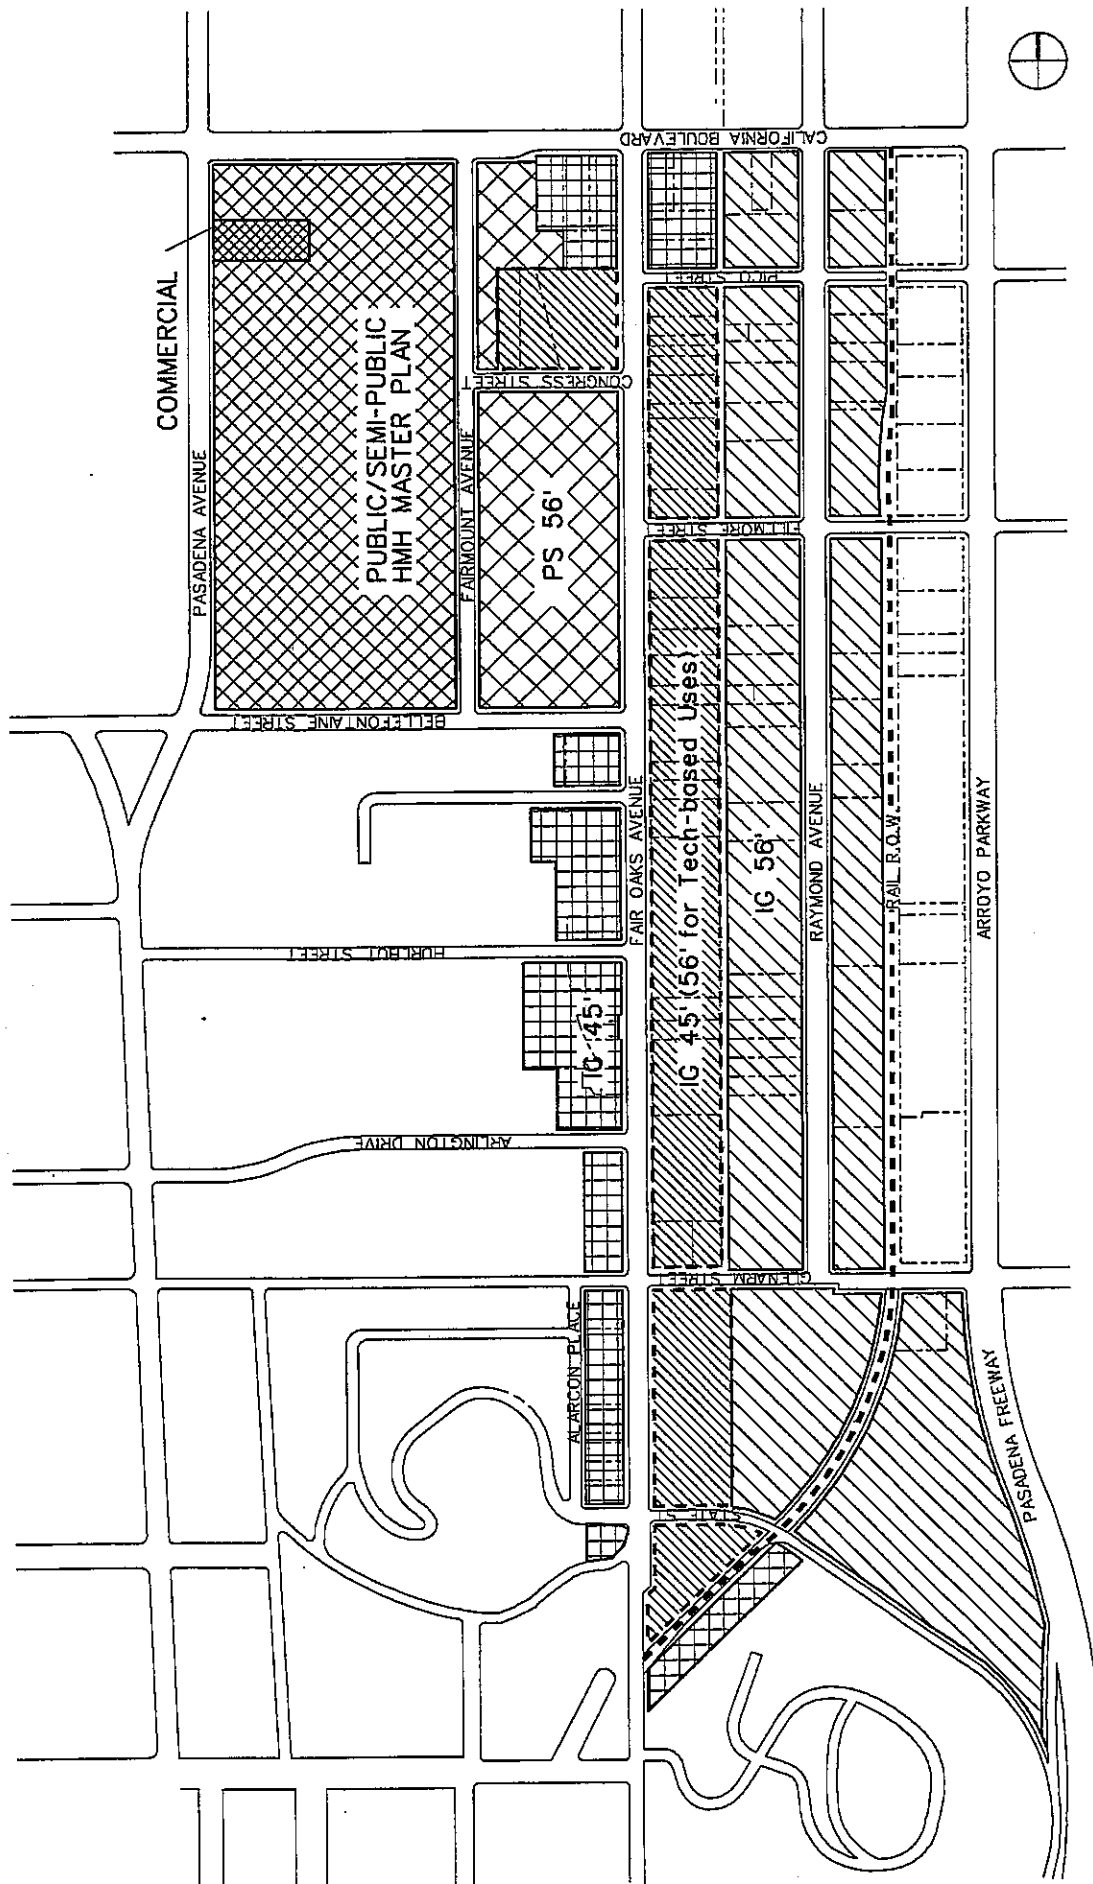 CALIFORNIA BOULEVARD
COMMERCIAL
PASADENA AVENUE
PUBLIC/SEMI-PUBLIC
HMH MASTER PLAN
FAIRMOUNT AVENUE
CONGRESS STREET
PICO STREET
PS 56'
FILLMORE STREET
BELLEFONTAINE STREET
FAIR OAKS AVENUE
IG 45' (56' for Tech-based Uses)
IG 56'
RAYMOND AVENUE
RAIL R.O.W.
ARROYO PARKWAY
HURLBUT STREET
IG 45'
ARLINGTON DRIVE
GLENARM STREET
ALARCON PLACE
STATE ST
PASADENA FREEWAY